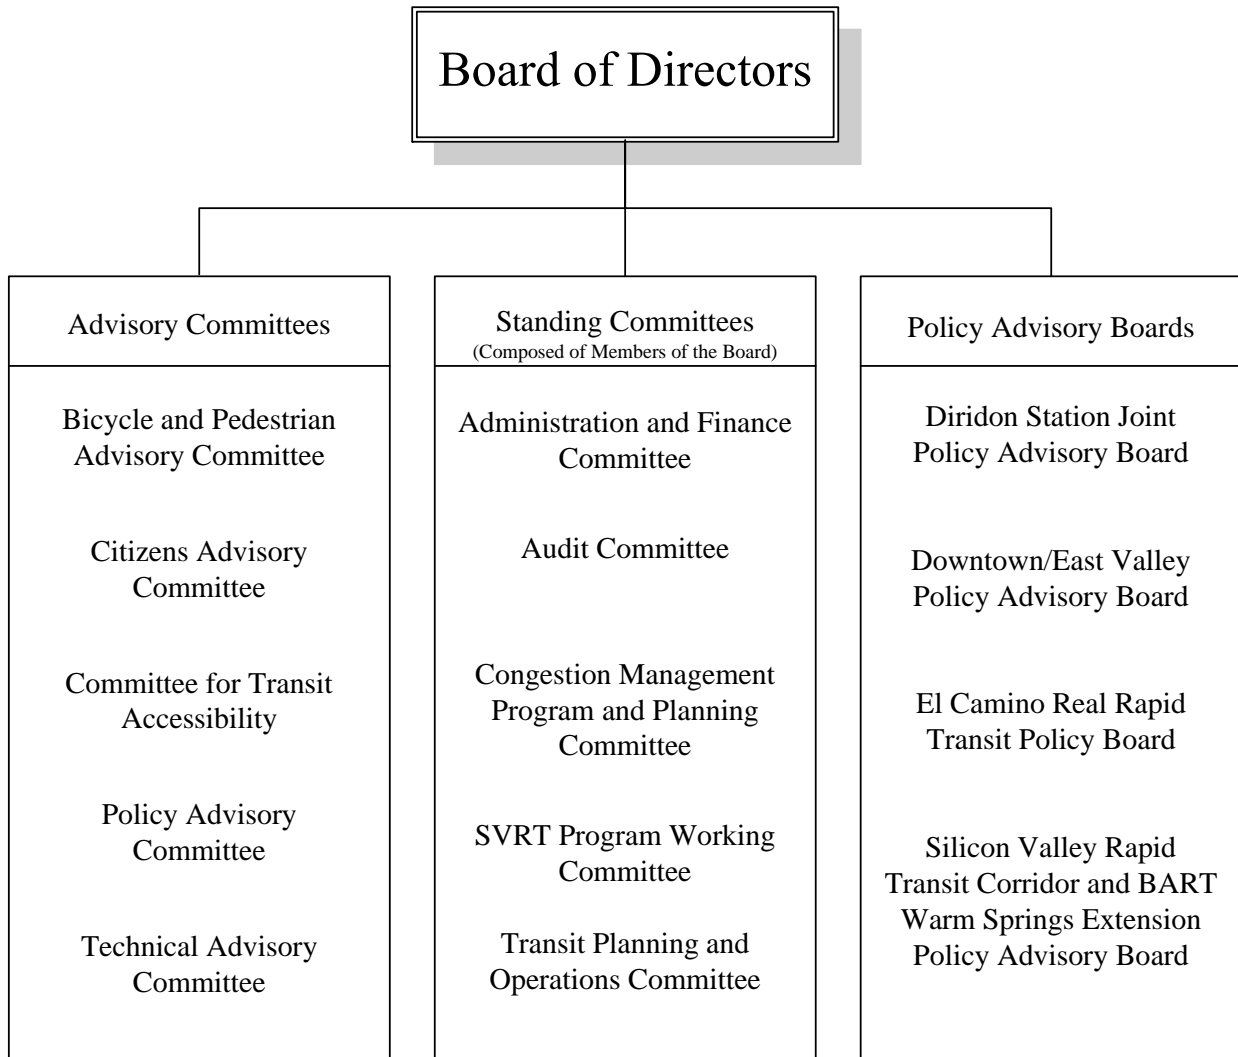 Board of Directors
Advisory Committees
Bicycle and Pedestrian
Advisory Committee
Citizens Advisory
Committee
Committee for Transit
Accessibility
Policy Advisory
Committee
Technical Advisory
Committee
Standing Committees
(Composed of Members of the Board)
Administration and Finance
Committee
Audit Committee
Congestion Management
Program and Planning
Committee
SVRT Program Working
Committee
Transit Planning and
Operations Committee
Policy Advisory Boards
Diridon Station Joint
Policy Advisory Board
Downtown/East Valley
Policy Advisory Board
El Camino Real Rapid
Transit Policy Board
Silicon Valley Rapid
Transit Corridor and BART
Warm Springs Extension
Policy Advisory Board